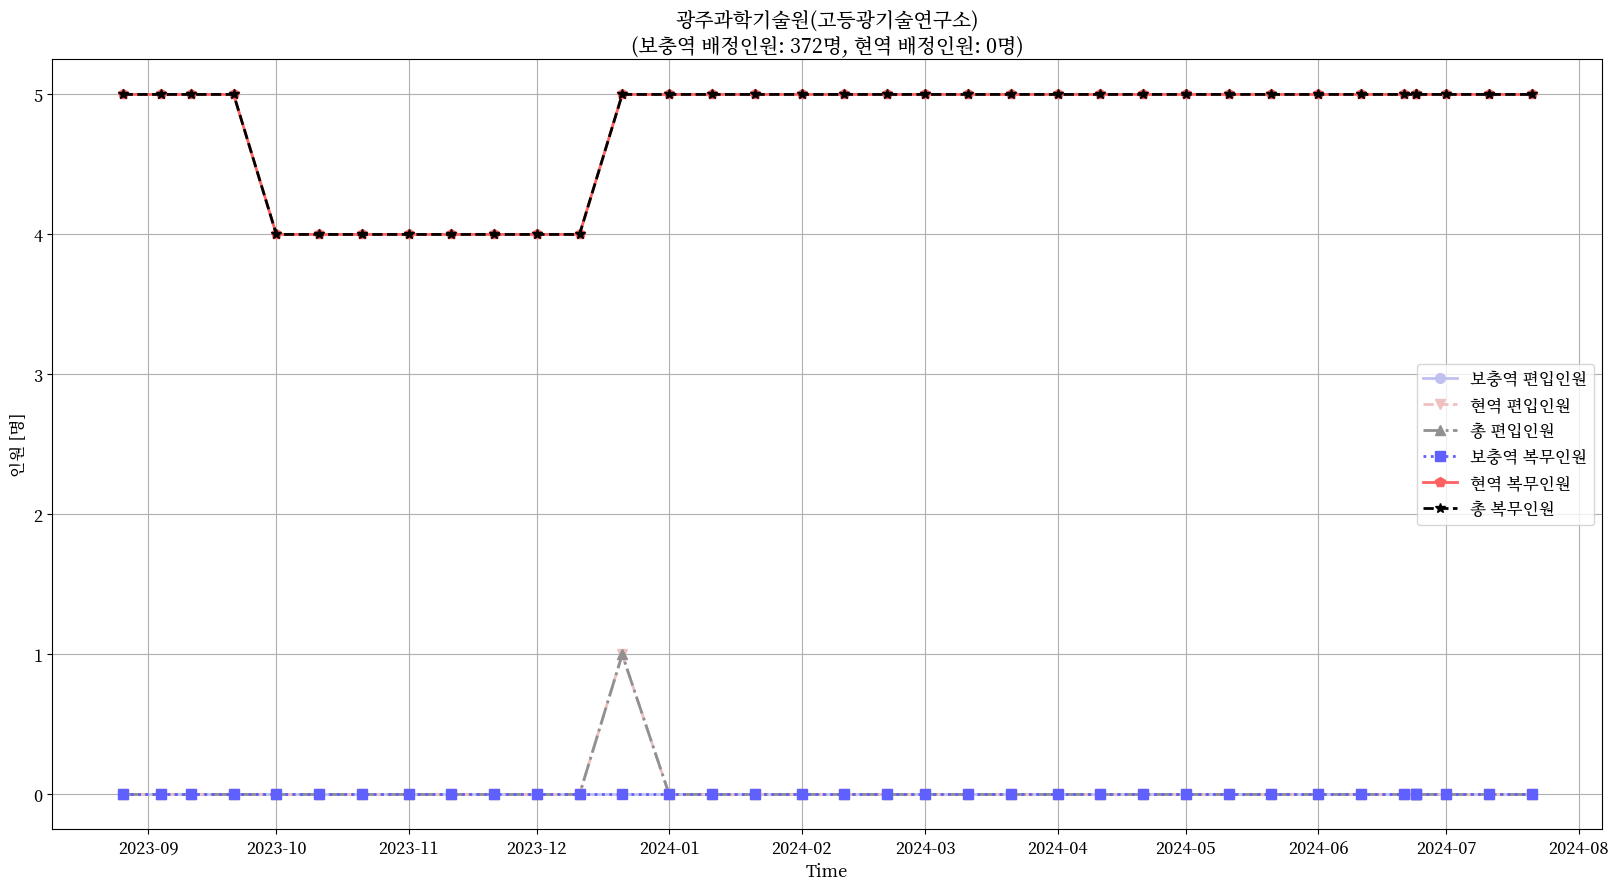 광주과학기술원(고등광기술연구소)
(보충역 배정인원: 372명, 현역 배정인원: 0명)
인원 [명]
5
4
3
2
1
0
보충역 편입인원
현역 편입인원
총 편입인원
보충역 복무인원
현역 복무인원
총 복무인원
2023-09 2023-10 2023-11 2023-12 2024-01 2024-02 2024-03 2024-04 2024-05 2024-06 2024-07 2024-08
Time